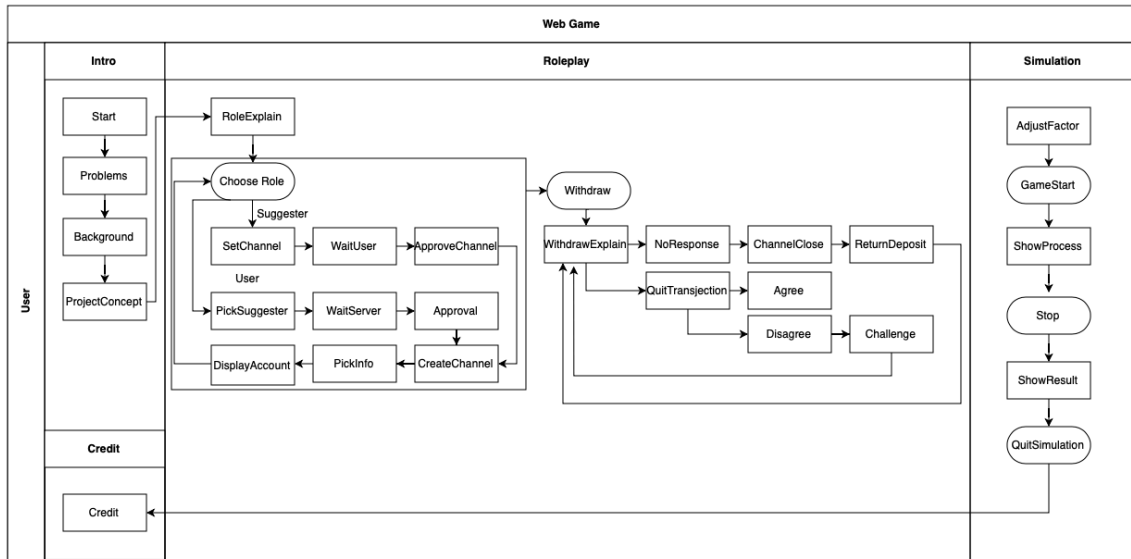 Web Game
User
Intro
Roleplay
Simulation
Start
Problems
Background
ProjectConcept
Credit
Credit
RoleExplain
Choose Role
Suggester
SetChannel
WaitUser
ApproveChannel
User
PickSuggester
WaitServer
Approval
DisplayAccount
PickInfo
CreateChannel
Withdraw
WithdrawExplain
NoResponse
ChannelClose
ReturnDeposit
QuitTransjection
Agree
Disagree
Challenge
AdjustFactor
GameStart
ShowProcess
Stop
ShowResult
QuitSimulation